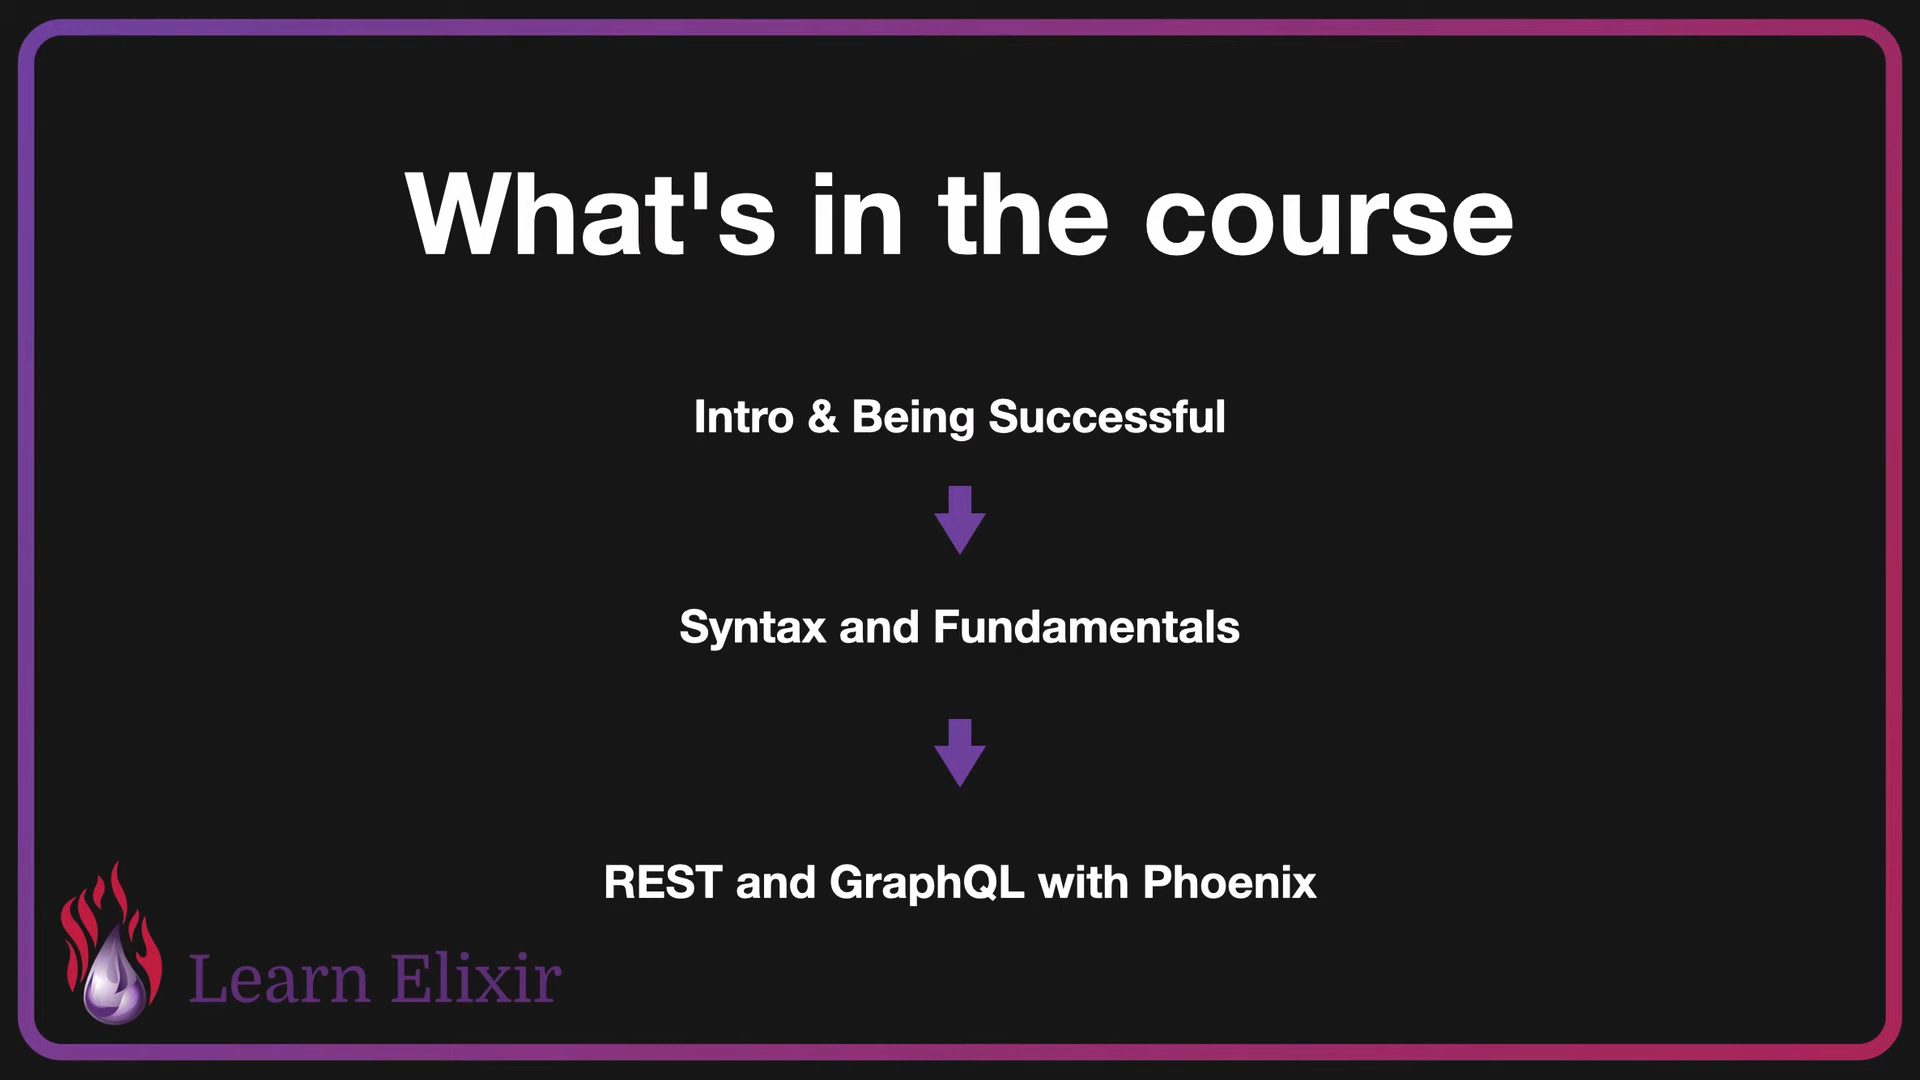 What's in the course
Intro & Being Successful
Syntax and Fundamentals
REST and GraphQL with Phoenix
Learn Elixir